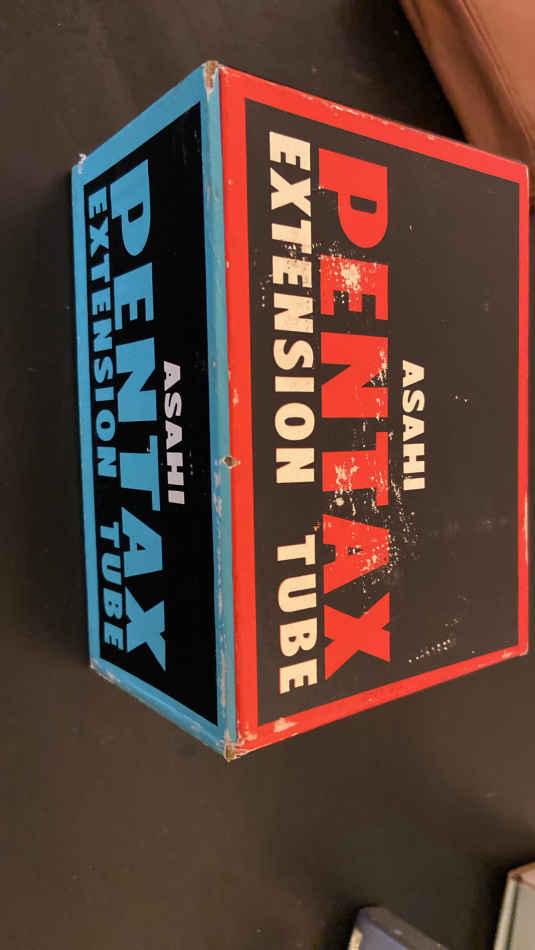 ASAHI
PENTAX
EXTENSION TUBE
ASAHI
PENTAX
EXTENSION TUBE